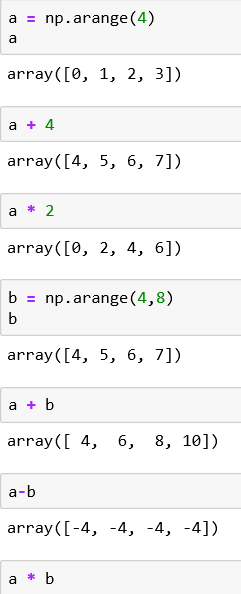 a = np.arange(4)
a
array([0, 1, 2, 3])
a + 4
array([4, 5, 6, 7])
a * 2
array([0, 2, 4, 6])
b = np.arange(4,8)
b
array([4, 5, 6, 7])
a + b
array([ 4,  6,  8, 10])
a-b
array([-4, -4, -4, -4])
a * b